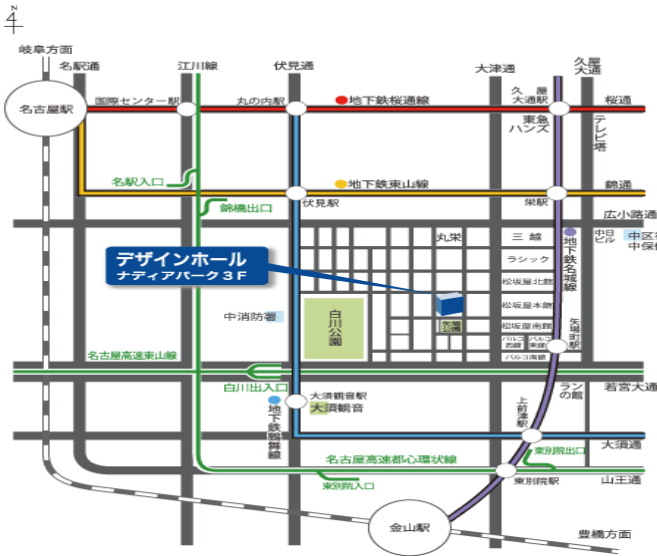 N
4
岐阜方面
名駅通
江川線
伏見通
大津通
久屋
大通
名古屋駅
国際センター駅
丸の内駅
地下鉄桜通線
久屋
大通駅
桜通
東急
ハンズ
テレビ塔
名駅入口
地下鉄東山線
錦通
錦橋出口
伏見駅
栄駅
広小路通
丸栄
三越
中日
ビル
中区
中保
デザインホール
ナディアパーク3F
ラシック
地下鉄名城線
松坂屋北館
松坂屋本館
中消防署
白川公園
矢場
公園
松坂屋南館
パルコ
西館
パルコ
東館
矢場町駅
パルコ南館
名古屋高速東山線
白川出入口
ランの館
若宮大通
地下鉄鶴舞線
大須観音駅
大須観音
上前津駅
大須通
東別院出口
名古屋高速都心環状線
東別院入口
東別院駅
山王通
金山駅
豊橋方面